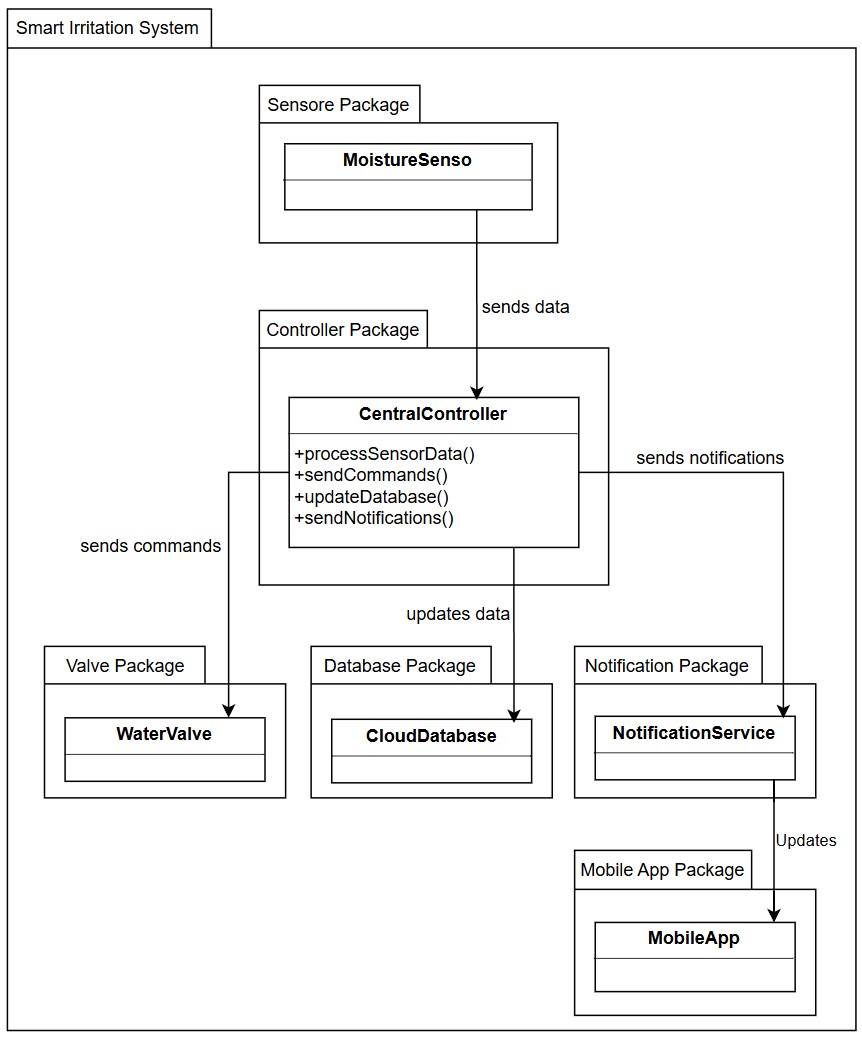 Smart Irritation System
Sensore Package
MoistureSenso
sends data
Controller Package
CentralController
+processSensorData()
+sendCommands()
+updateDatabase()
+sendNotifications()
sends notifications
sends commands
updates data
Valve Package
Database Package
Notification Package
WaterValve
CloudDatabase
NotificationService
Updates
Mobile App Package
MobileApp